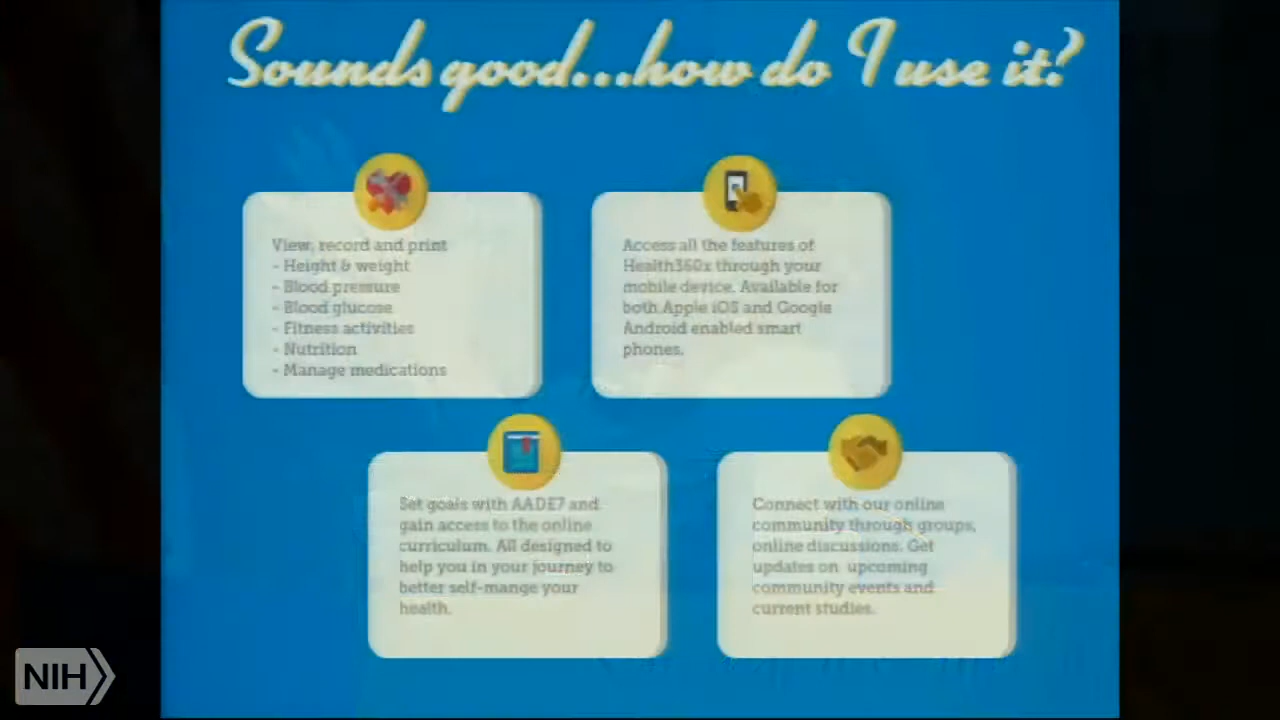 Sounds good...how do I use it?
View, record and print
- Height & weight
- Blood pressure
- Blood glucose
- Fitness activities
- Nutrition
- Manage medications
Access all the features of
Health360x through your
mobile device. Available for
both Apple iOS and Google
Android enabled smart
phones.
Set goals with AADE7 and
gain access to the online
curriculum. All designed to
help you in your journey to
better self-mange your
health.
Connect with our online
community through groups,
online discussions. Get
updates on upcoming
community events and
current studies.
NIH